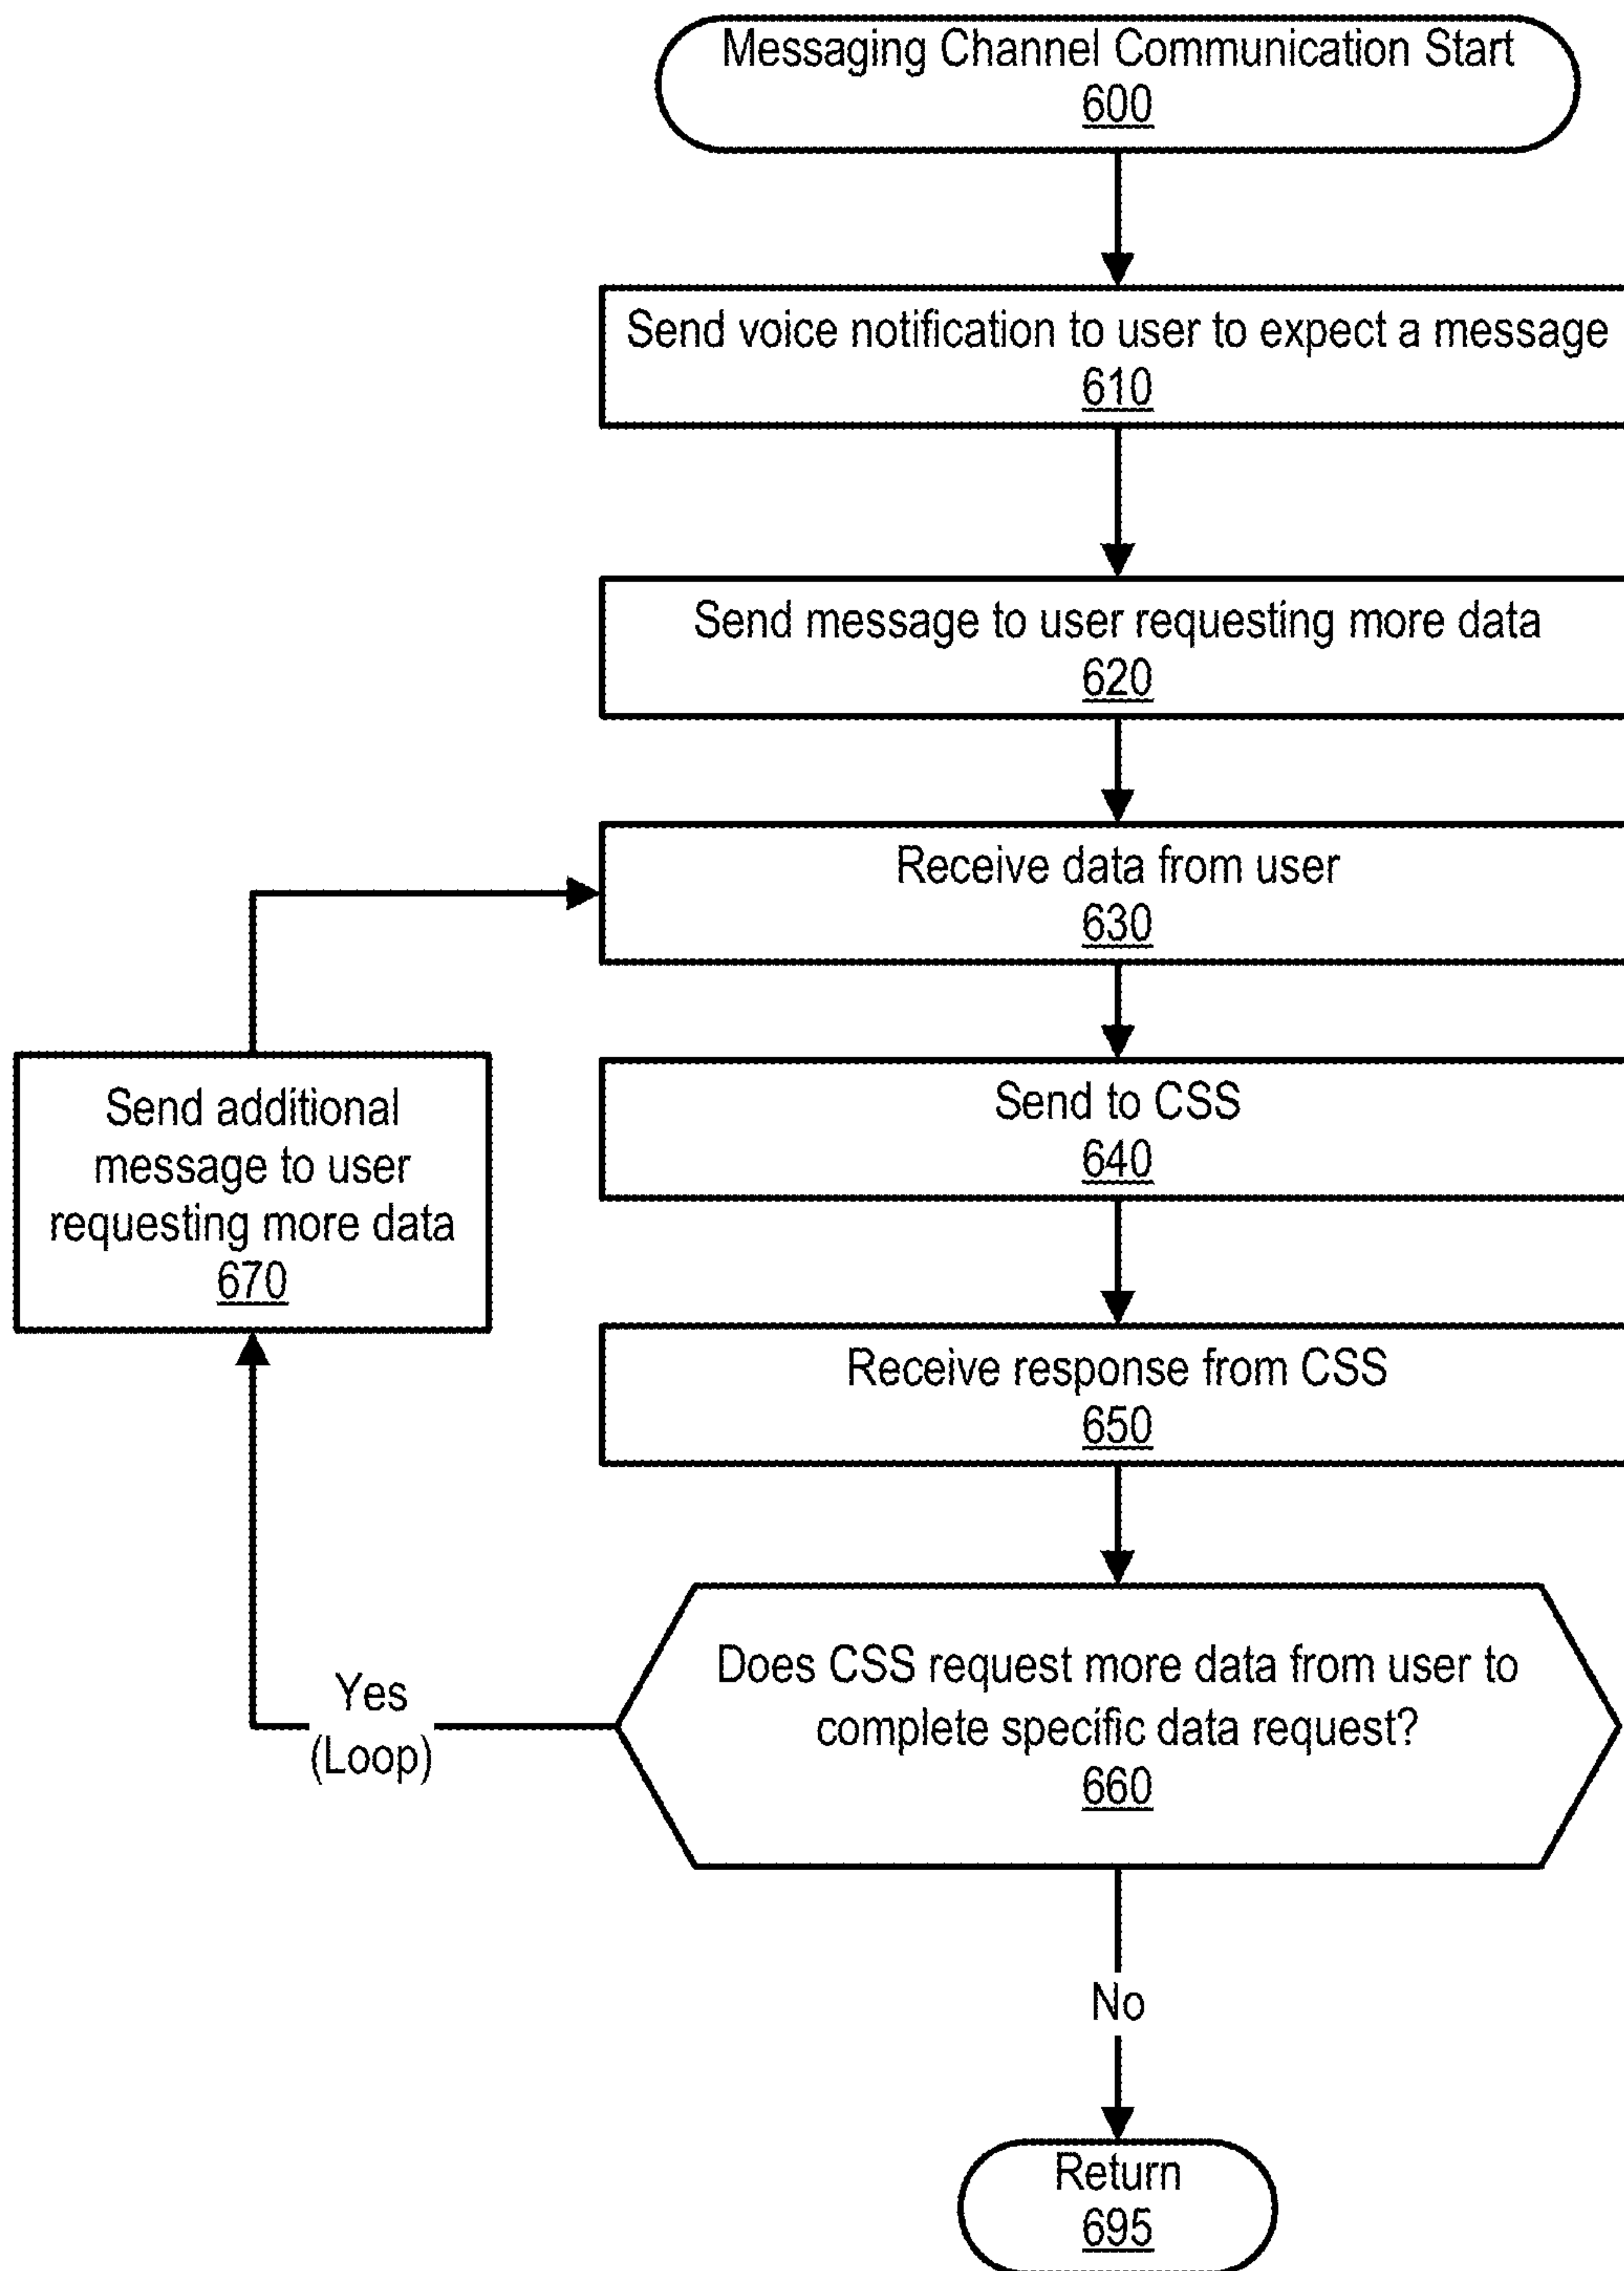 Messaging Channel Communication Start
600
Send voice notification to user to expect a message
610
Send message to user requesting more data
620
Receive data from user
630
Send to CSS
640
Send additional
message to user
requesting more data
670
Receive response from CSS
650
Does CSS request more data from user to
complete specific data request?
660
Yes
(Loop)
No
Return
695